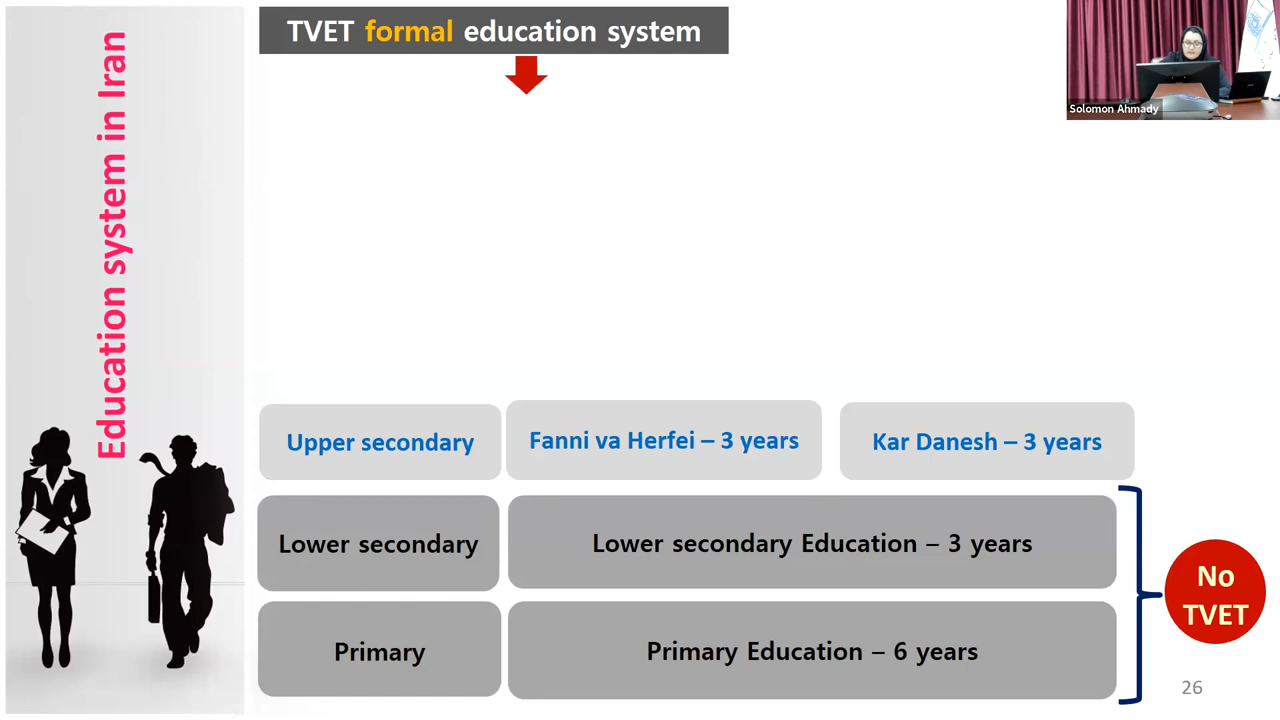 Education system in Iran
TVET formal education system
Solomon Ahmady
Upper secondary
Fanni va Herfei – 3 years
Kar Danesh – 3 years
Lower secondary
Lower secondary Education – 3 years
Primary
Primary Education – 6 years
No
TVET
26